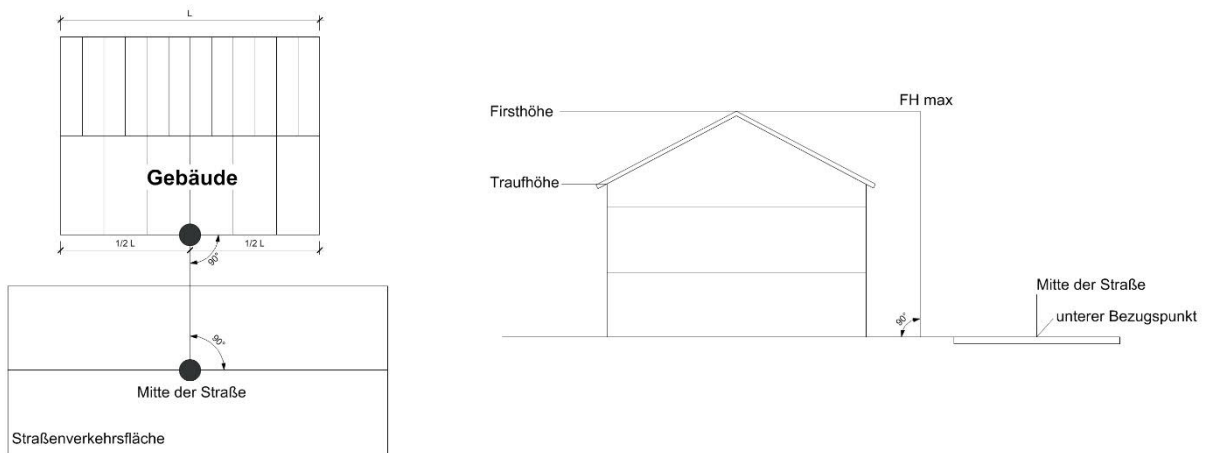 L
Gebäude
1/2 L
1/2 L
90°
90°
Mitte der Straße
Straßenverkehrsfläche
Firsthöhe
FH max
Traufhöhe
Mitte der Straße
90°
unterer Bezugspunkt